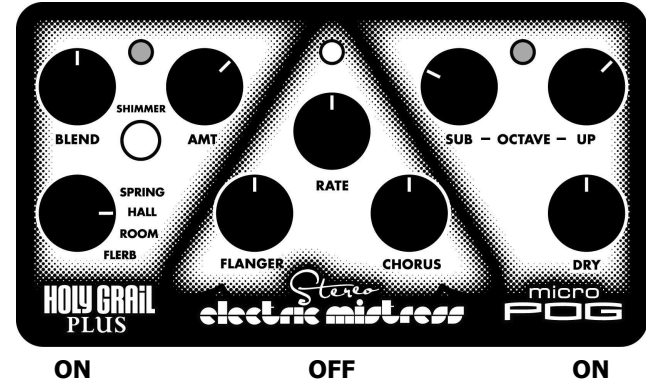 SHIMMER
BLEND AMT
SPRING
HALL
ROOM
FLERB
HOLY GRAIL
PLUS
ON
RATE
FLANGER CHORUS
Stereo
electric mistress
OFF
SUB – OCTAVE – UP
DRY
micro
POG
ON